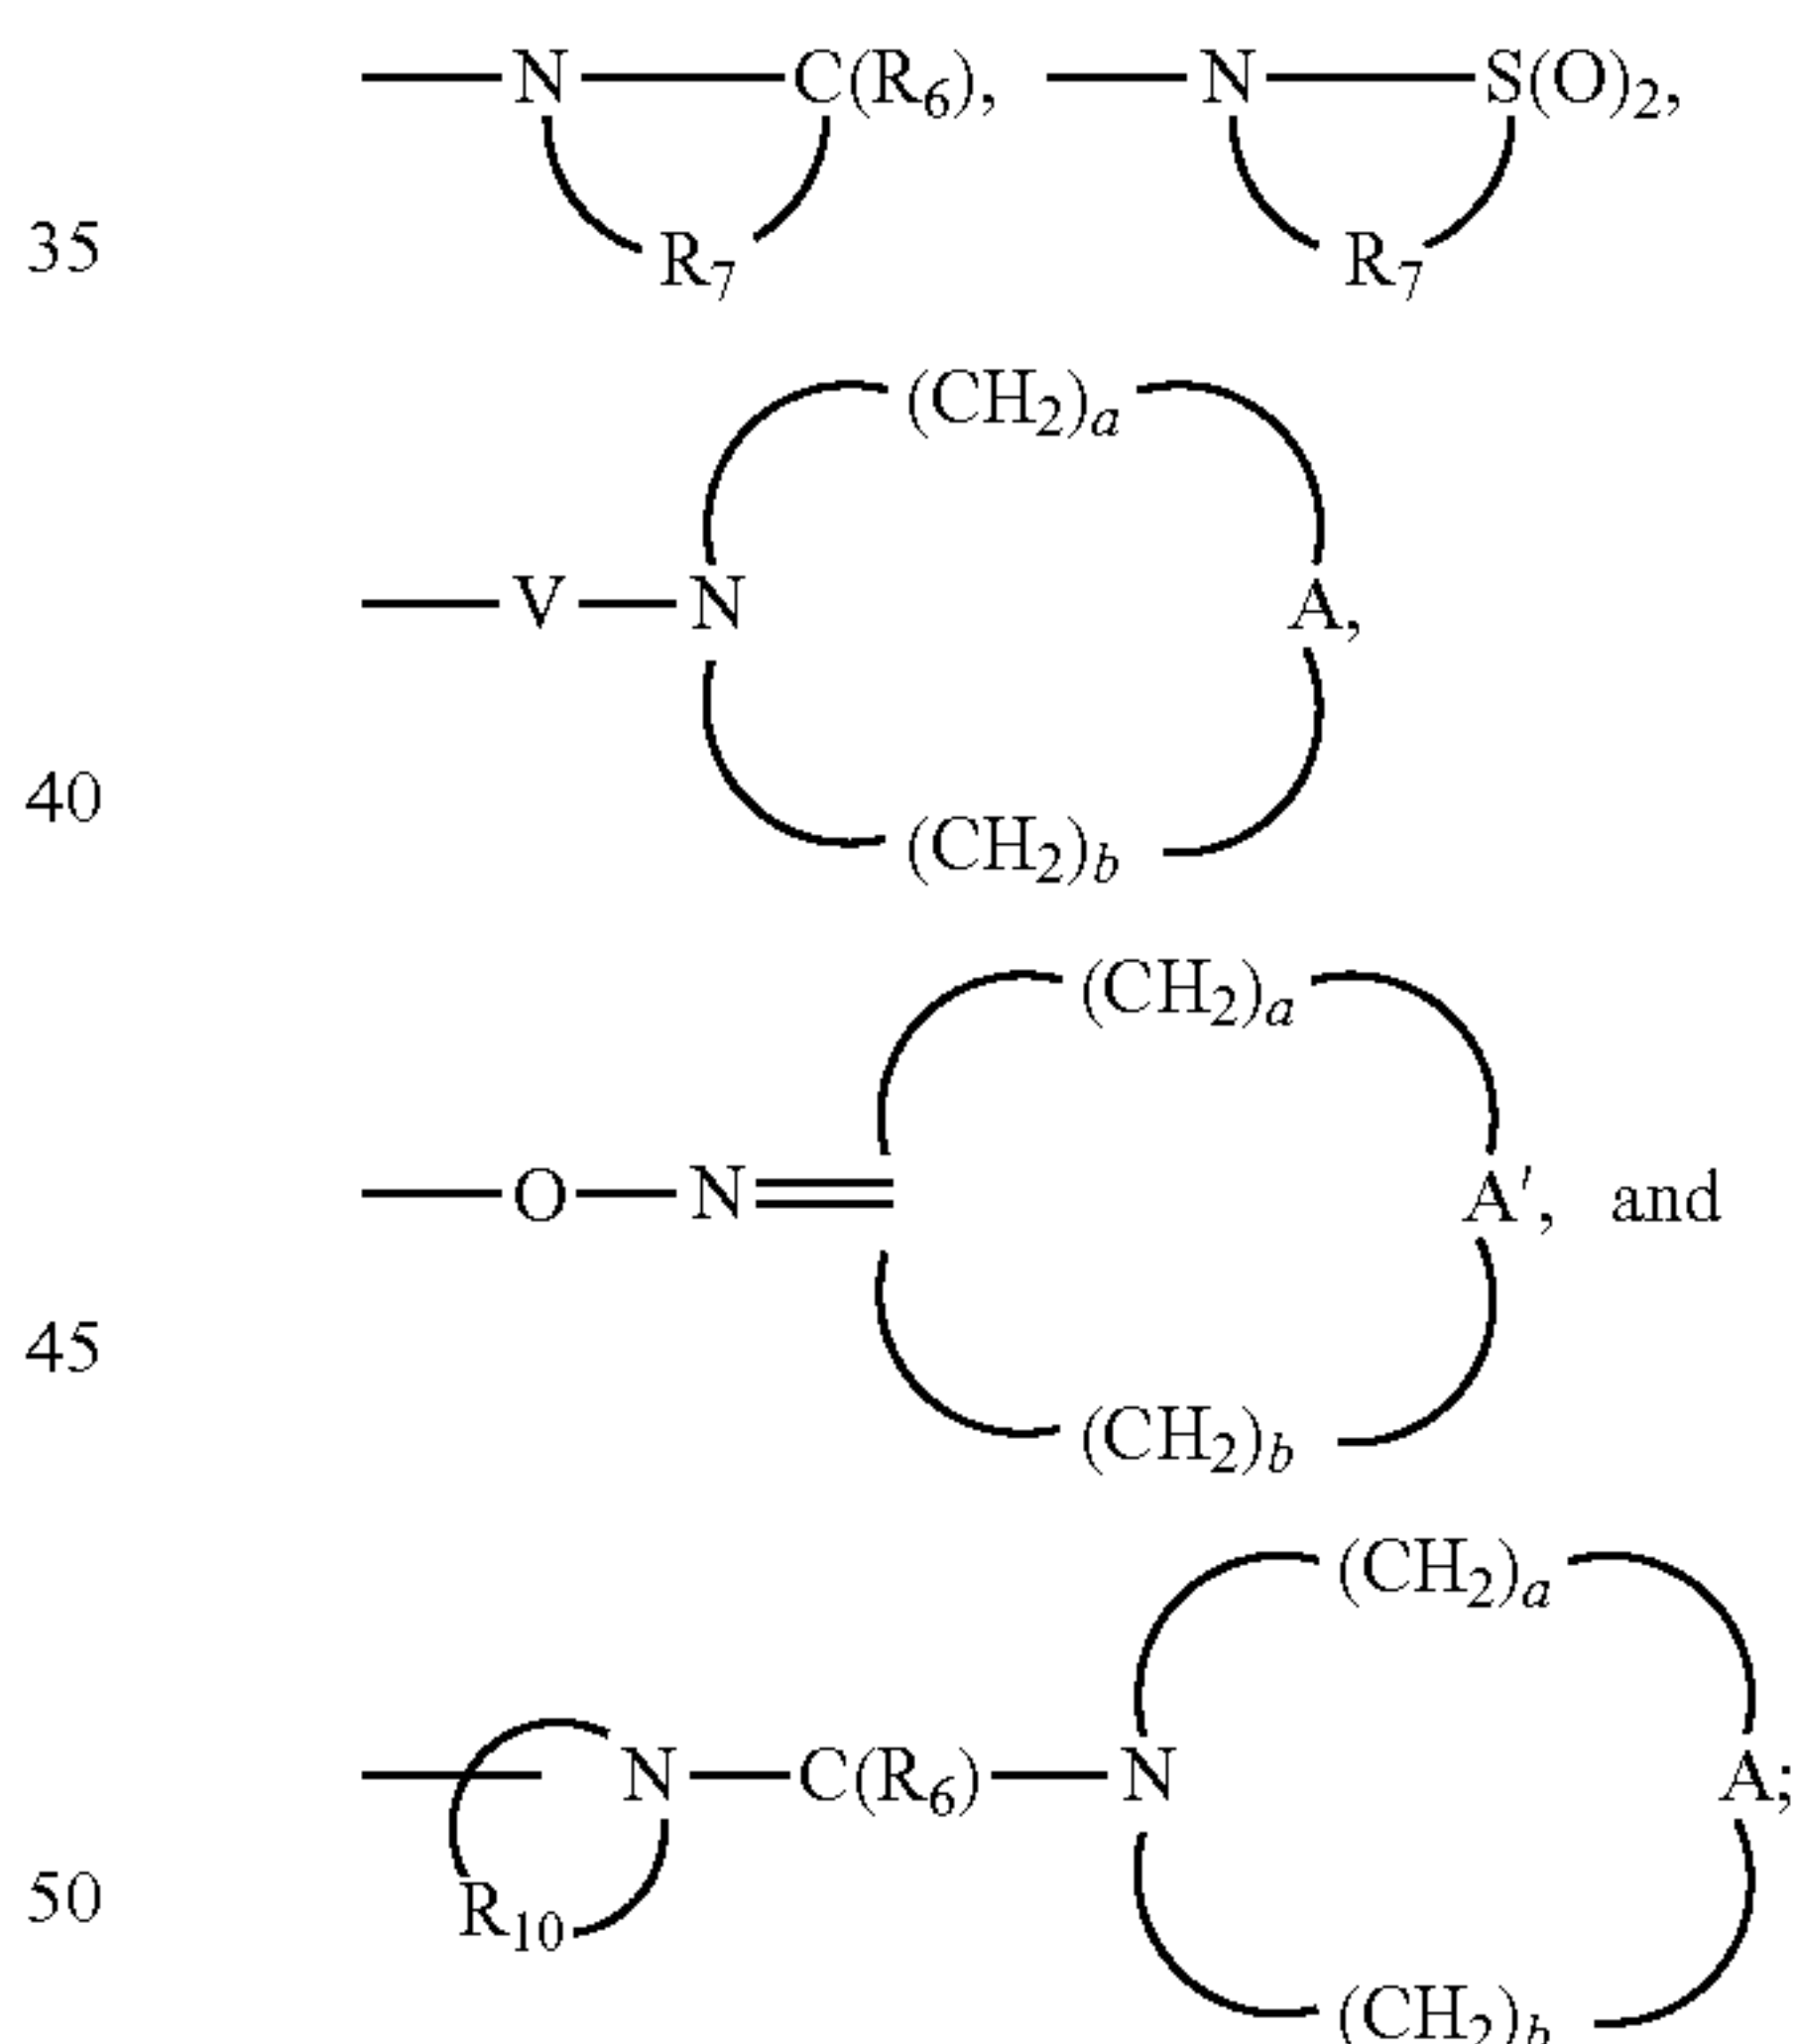 —N—C(R₆), —N—S(O)₂,
35 R₇ R₇
(CH₂)ₐ
—V—N A,
40
(CH₂)b
(CH₂)ₐ
—O—N= A′, and
45
(CH₂)b
(CH₂)ₐ
—N—C(R₆)—N A;
50 R₁₀
(CH₂)b